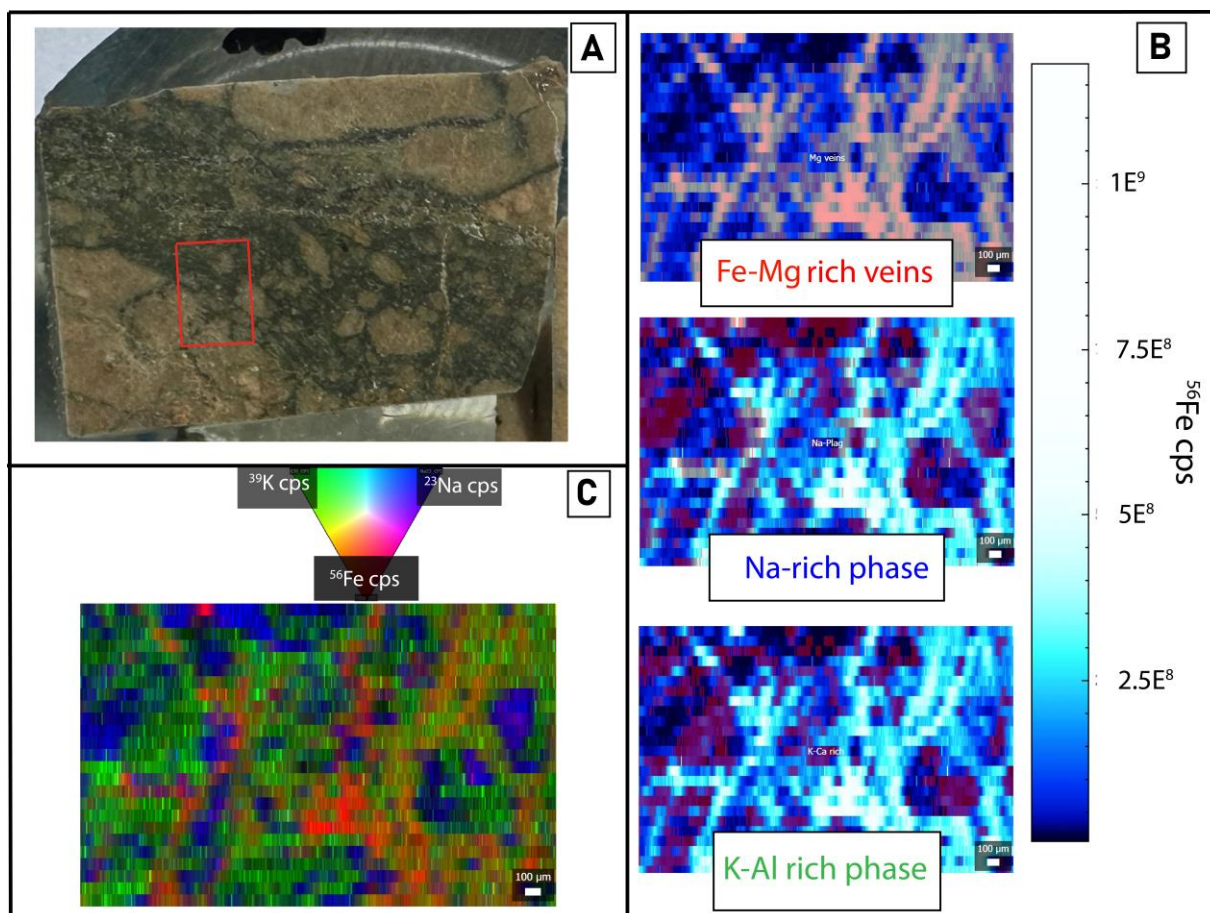 A
B
Mg veins
100 µm
Fe-Mg rich veins
Na-Plag
100 µm
Na-rich phase
K-Ca rich
100 µm
K-Al rich phase
1E⁹
7.5E⁸
5E⁸
2.5E⁸
⁵⁶Fe cps
C
³⁹K cps
²³Na cps
⁵⁶Fe cps
100 µm